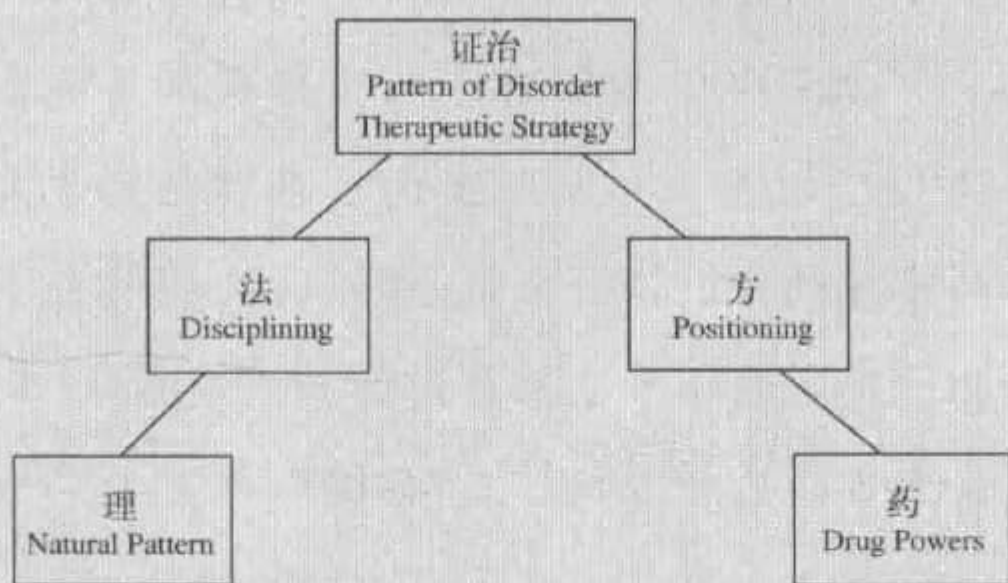 证治
Pattern of Disorder
Therapeutic Strategy
法
Disciplining
方
Positioning
理
Natural Pattern
药
Drug Powers